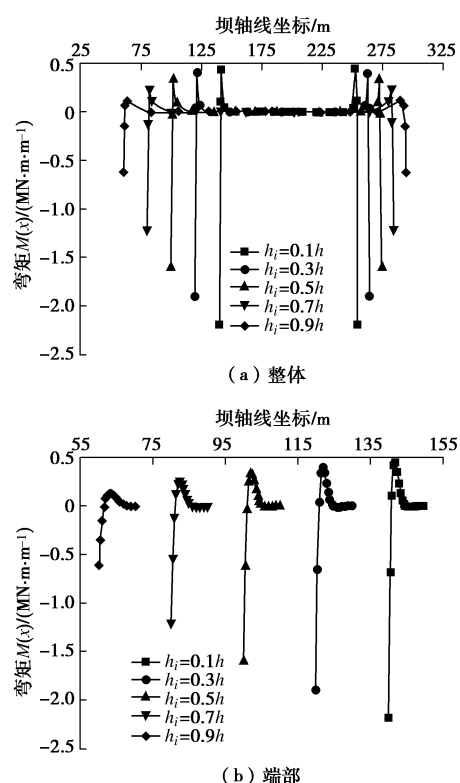 坝轴线坐标/m
25 75 125 175 225 275 325
0.5
0
−0.5
−1.0
−1.5
−2.0
−2.5
弯矩M(x)/(MN·m·m⁻¹)
hᵢ=0.1h
hᵢ=0.3h
hᵢ=0.5h
hᵢ=0.7h
hᵢ=0.9h
（a）整体
坝轴线坐标/m
55 75 95 115 135 155
0.5
0
−0.5
−1.0
−1.5
−2.0
−2.5
弯矩M(x)/(MN·m·m⁻¹)
hᵢ=0.1h
hᵢ=0.3h
hᵢ=0.5h
hᵢ=0.7h
hᵢ=0.9h
（b）端部